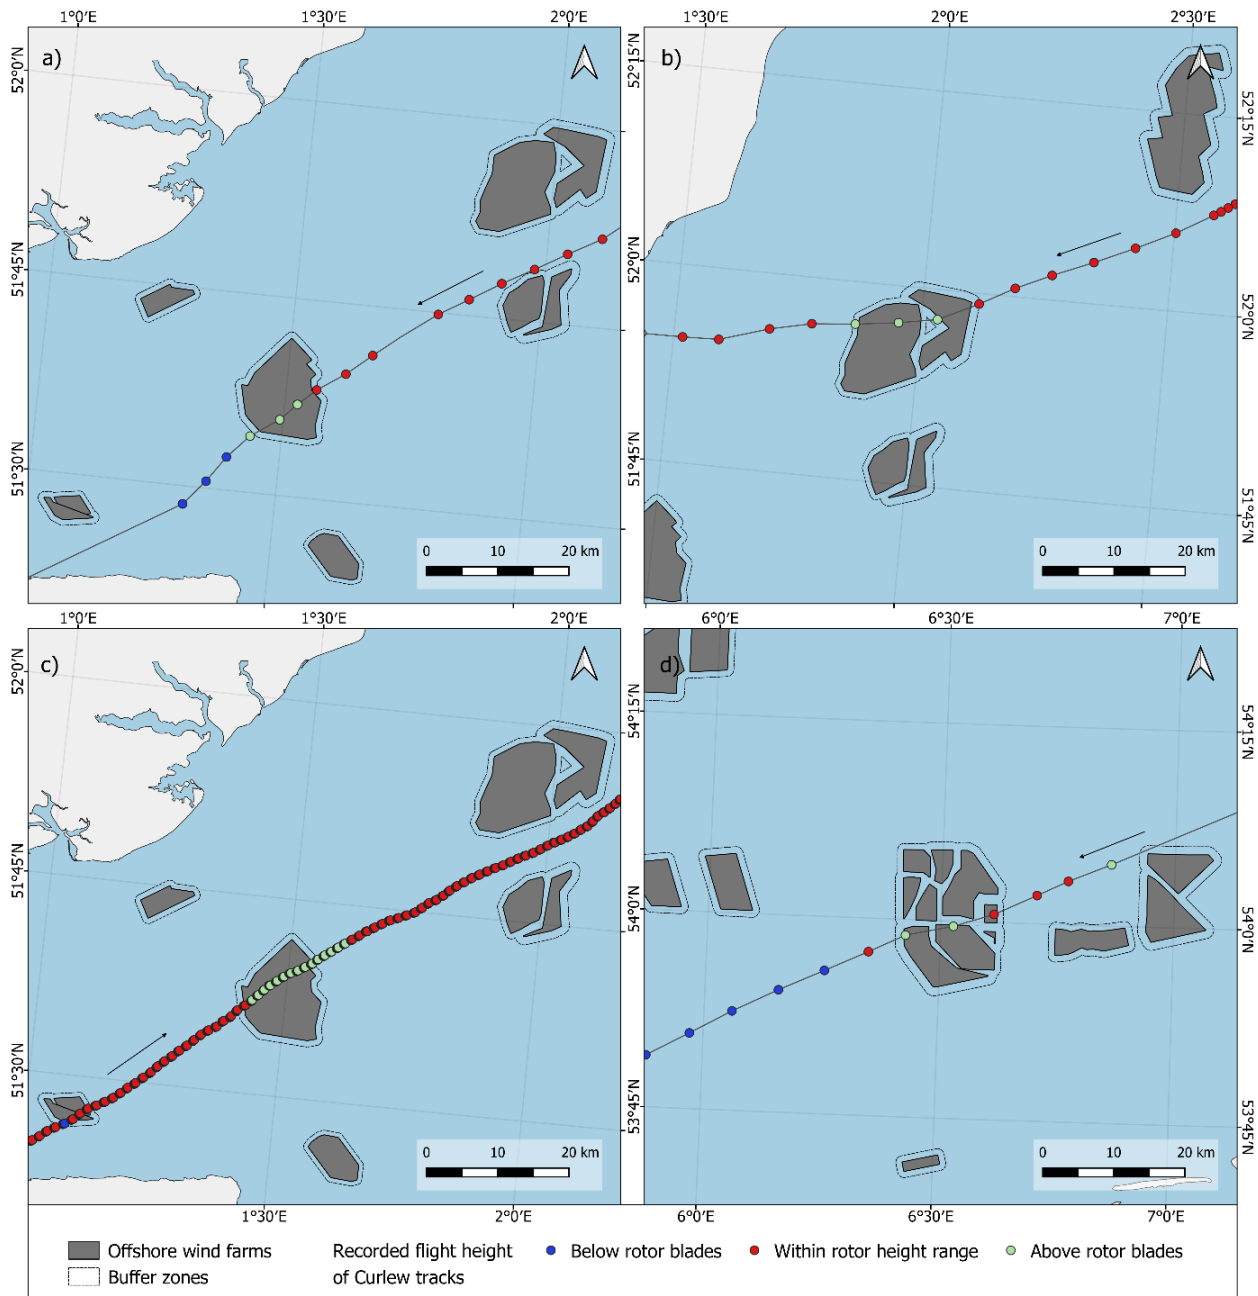 1°0′E 1°30′E 2°0′E
1°30′E 2°0′E 2°30′E
a)
b)
52°0′N
51°45′N
51°30′N
52°15′N
52°0′N
51°45′N
52°15′N
52°0′N
51°45′N
0 10 20 km
0 10 20 km
1°0′E 1°30′E 2°0′E
6°0′E 6°30′E 7°0′E
c)
d)
52°0′N
51°45′N
51°30′N
54°15′N
54°0′N
53°45′N
54°15′N
54°0′N
53°45′N
0 10 20 km
0 10 20 km
1°30′E 2°0′E
6°0′E 6°30′E 7°0′E
Offshore wind farms
Buffer zones
Recorded flight height
of Curlew tracks
Below rotor blades
Within rotor height range
Above rotor blades